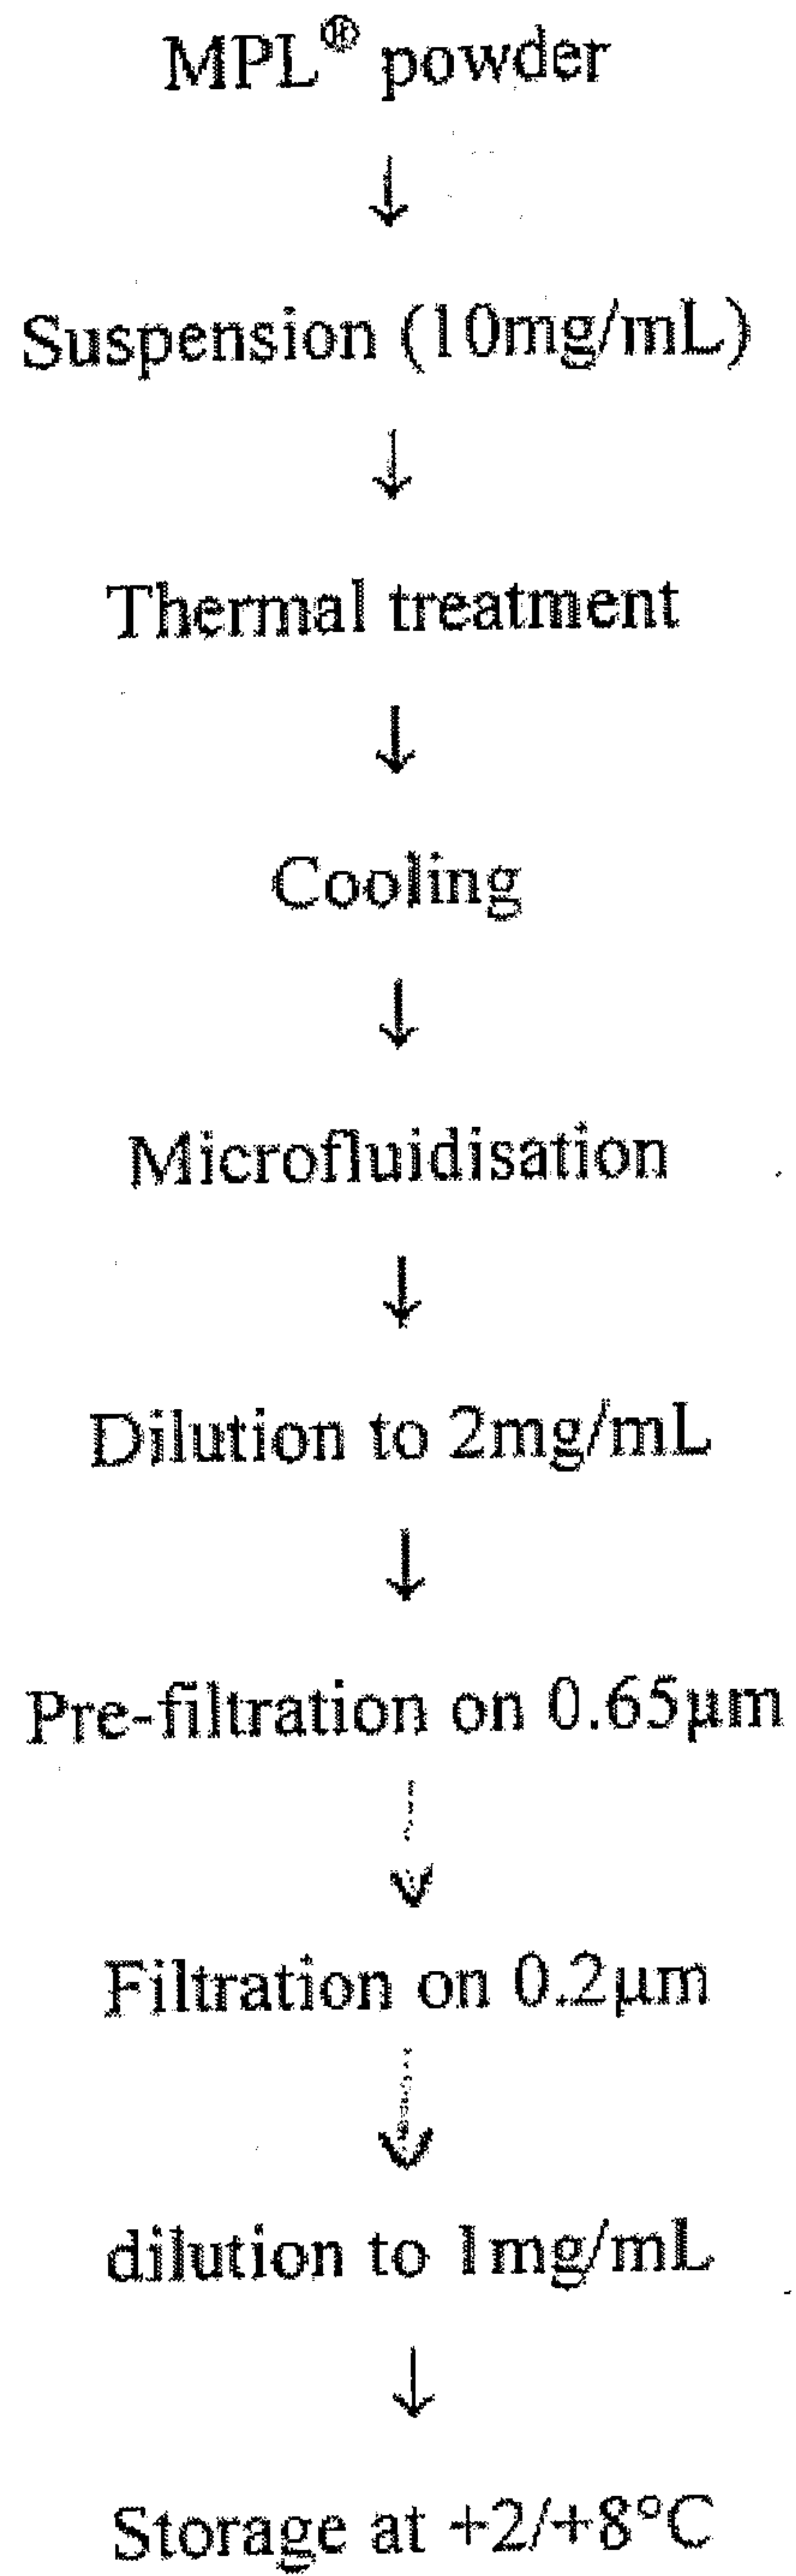 MPL® powder
↓
Suspension (10mg/mL)
↓
Thermal treatment
↓
Cooling
↓
Microfluidisation
↓
Dilution to 2mg/mL
↓
Pre-filtration on 0.65µm
↓
Filtration on 0.2µm
↓
dilution to 1mg/mL
↓
Storage at +2/+8°C